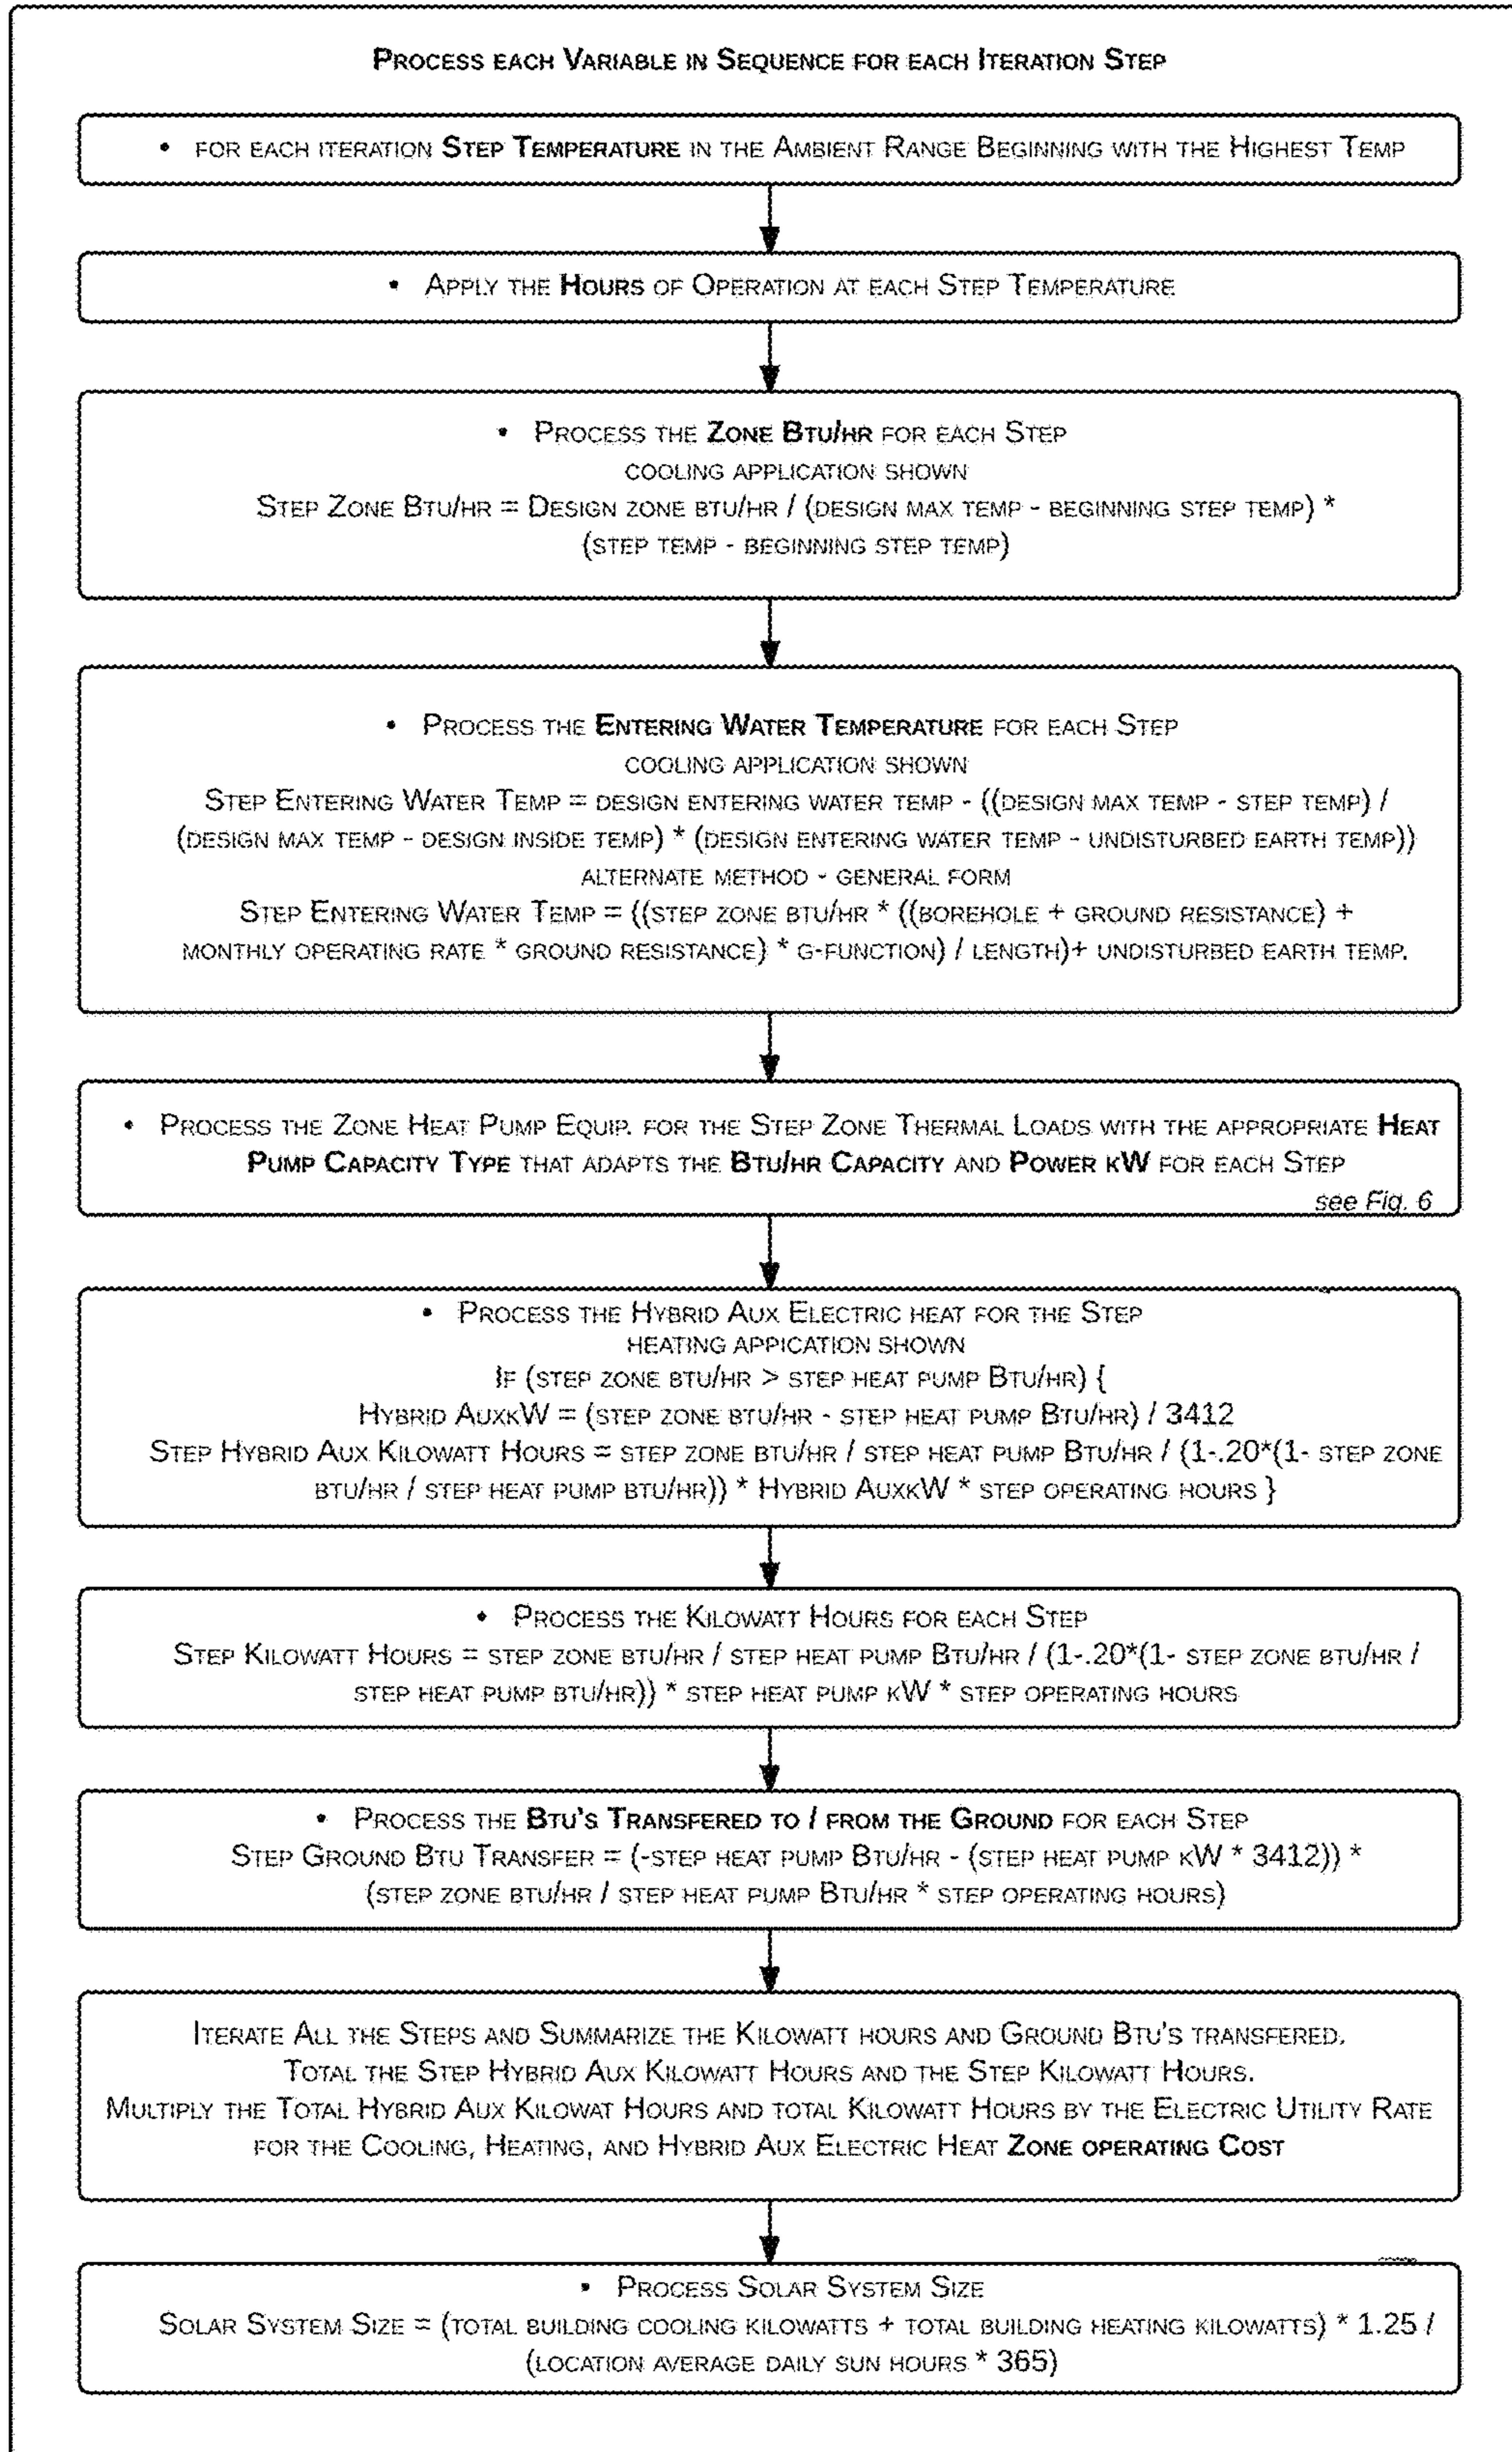 Process each Variable in Sequence for each Iteration Step
• for each iteration Step Temperature in the Ambient Range Beginning with the Highest Temp
• Apply the Hours of Operation at each Step Temperature
• Process the Zone Btu/hr for each Step
cooling application shown
Step Zone Btu/hr = Design zone btu/hr / (design max temp - beginning step temp) *
(step temp - beginning step temp)
• Process the Entering Water Temperature for each Step
cooling application shown
Step Entering Water Temp = design entering water temp - ((design max temp - step temp) /
(design max temp - design inside temp) * (design entering water temp - undisturbed earth temp))
alternate method - general form
Step Entering Water Temp = ((step zone btu/hr * ((borehole + ground resistance) +
monthly operating rate * ground resistance) * g-function) / length)+ undisturbed earth temp.
• Process the Zone Heat Pump Equip. for the Step Zone Thermal Loads with the appropriate Heat
Pump Capacity Type that adapts the Btu/hr Capacity and Power kW for each Step
see Fig. 6
• Process the Hybrid Aux Electric heat for the Step
heating appication shown
If (step zone btu/hr > step heat pump Btu/hr) {
Hybrid AuxkW = (step zone btu/hr - step heat pump Btu/hr) / 3412
Step Hybrid Aux Kilowatt Hours = step zone btu/hr / step heat pump Btu/hr / (1-.20*(1- step zone
btu/hr / step heat pump btu/hr)) * Hybrid AuxkW * step operating hours }
• Process the Kilowatt Hours for each Step
Step Kilowatt Hours = step zone btu/hr / step heat pump Btu/hr / (1-.20*(1- step zone btu/hr /
step heat pump btu/hr)) * step heat pump kW * step operating hours
• Process the Btu's Transfered to / from the Ground for each Step
Step Ground Btu Transfer = (-step heat pump Btu/hr - (step heat pump kW * 3412)) *
(step zone btu/hr / step heat pump Btu/hr * step operating hours)
Iterate All the Steps and Summarize the Kilowatt hours and Ground Btu's transfered.
Total the Step Hybrid Aux Kilowatt Hours and the Step Kilowatt Hours.
Multiply the Total Hybrid Aux Kilowat Hours and total Kilowatt Hours by the Electric Utility Rate
for the Cooling, Heating, and Hybrid Aux Electric Heat Zone operating Cost
• Process Solar System Size
Solar System Size = (total building cooling kilowatts + total building heating kilowatts) * 1.25 /
(location average daily sun hours * 365)